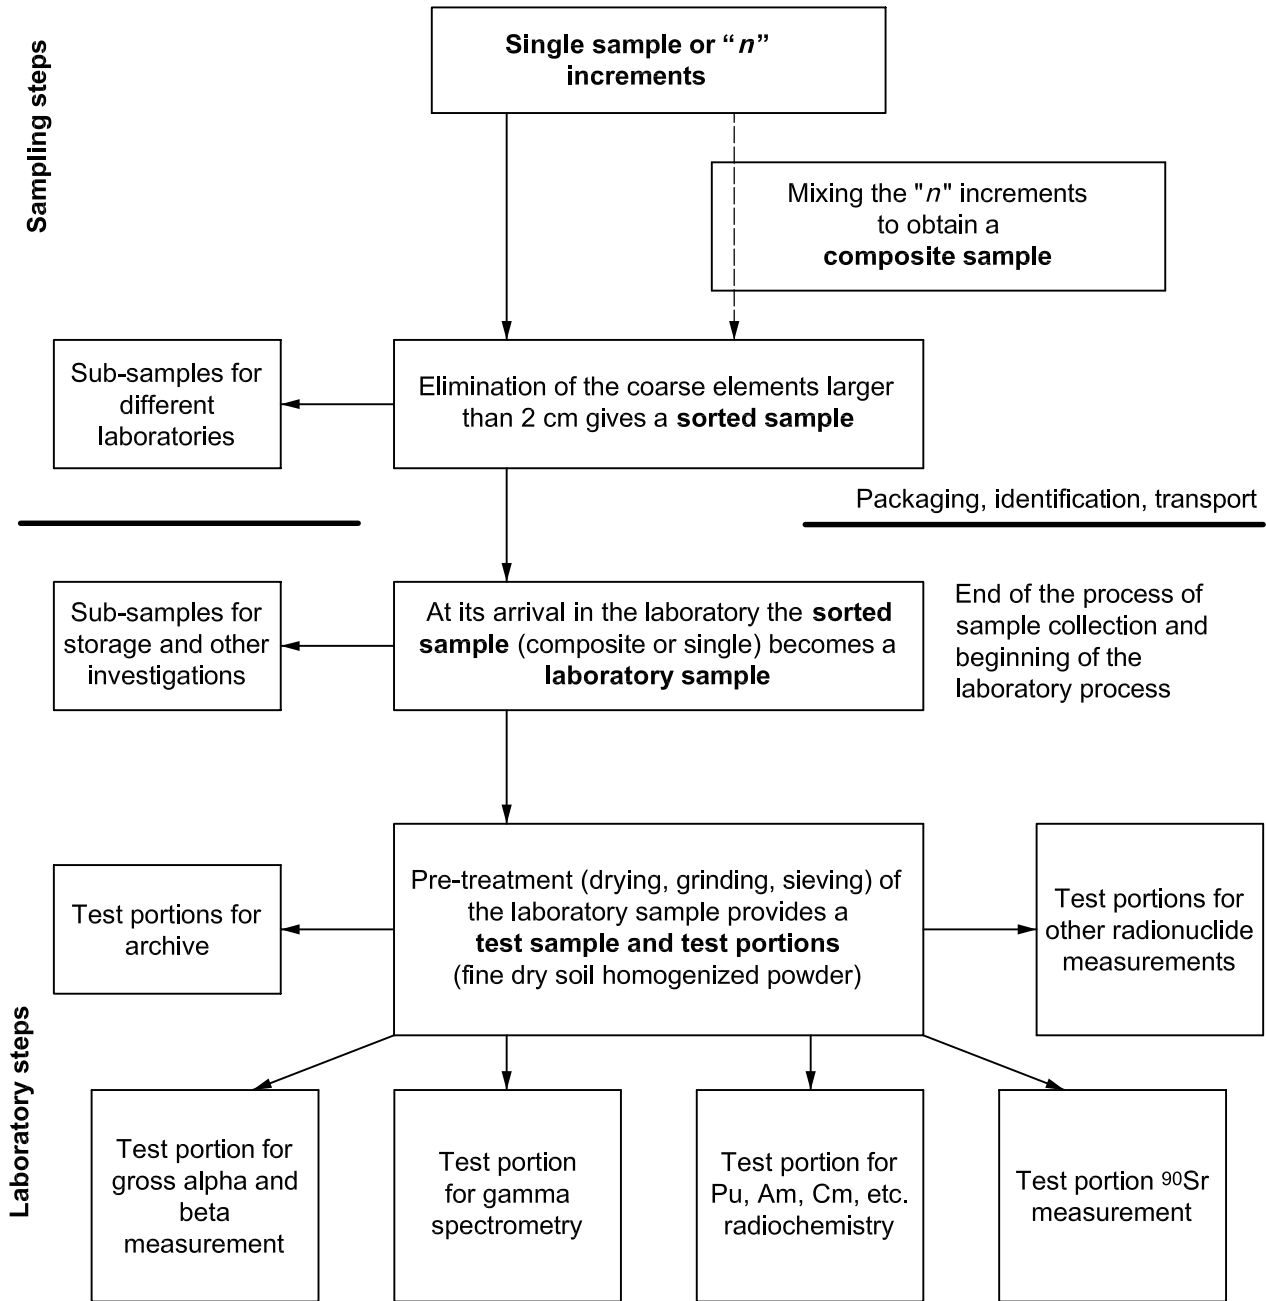 Sampling steps
Single sample or “n”
increments
Mixing the "n" increments
to obtain a
composite sample
Sub-samples for
different
laboratories
Elimination of the coarse elements larger
than 2 cm gives a sorted sample
Packaging, identification, transport
Sub-samples for
storage and other
investigations
At its arrival in the laboratory the sorted
sample (composite or single) becomes a
laboratory sample
End of the process of
sample collection and
beginning of the
laboratory process
Laboratory steps
Test portions for
archive
Pre-treatment (drying, grinding, sieving) of
the laboratory sample provides a
test sample and test portions
(fine dry soil homogenized powder)
Test portions for
other radionuclide
measurements
Test portion for
gross alpha and
beta
measurement
Test portion
for gamma
spectrometry
Test portion for
Pu, Am, Cm, etc.
radiochemistry
Test portion ⁹⁰Sr
measurement